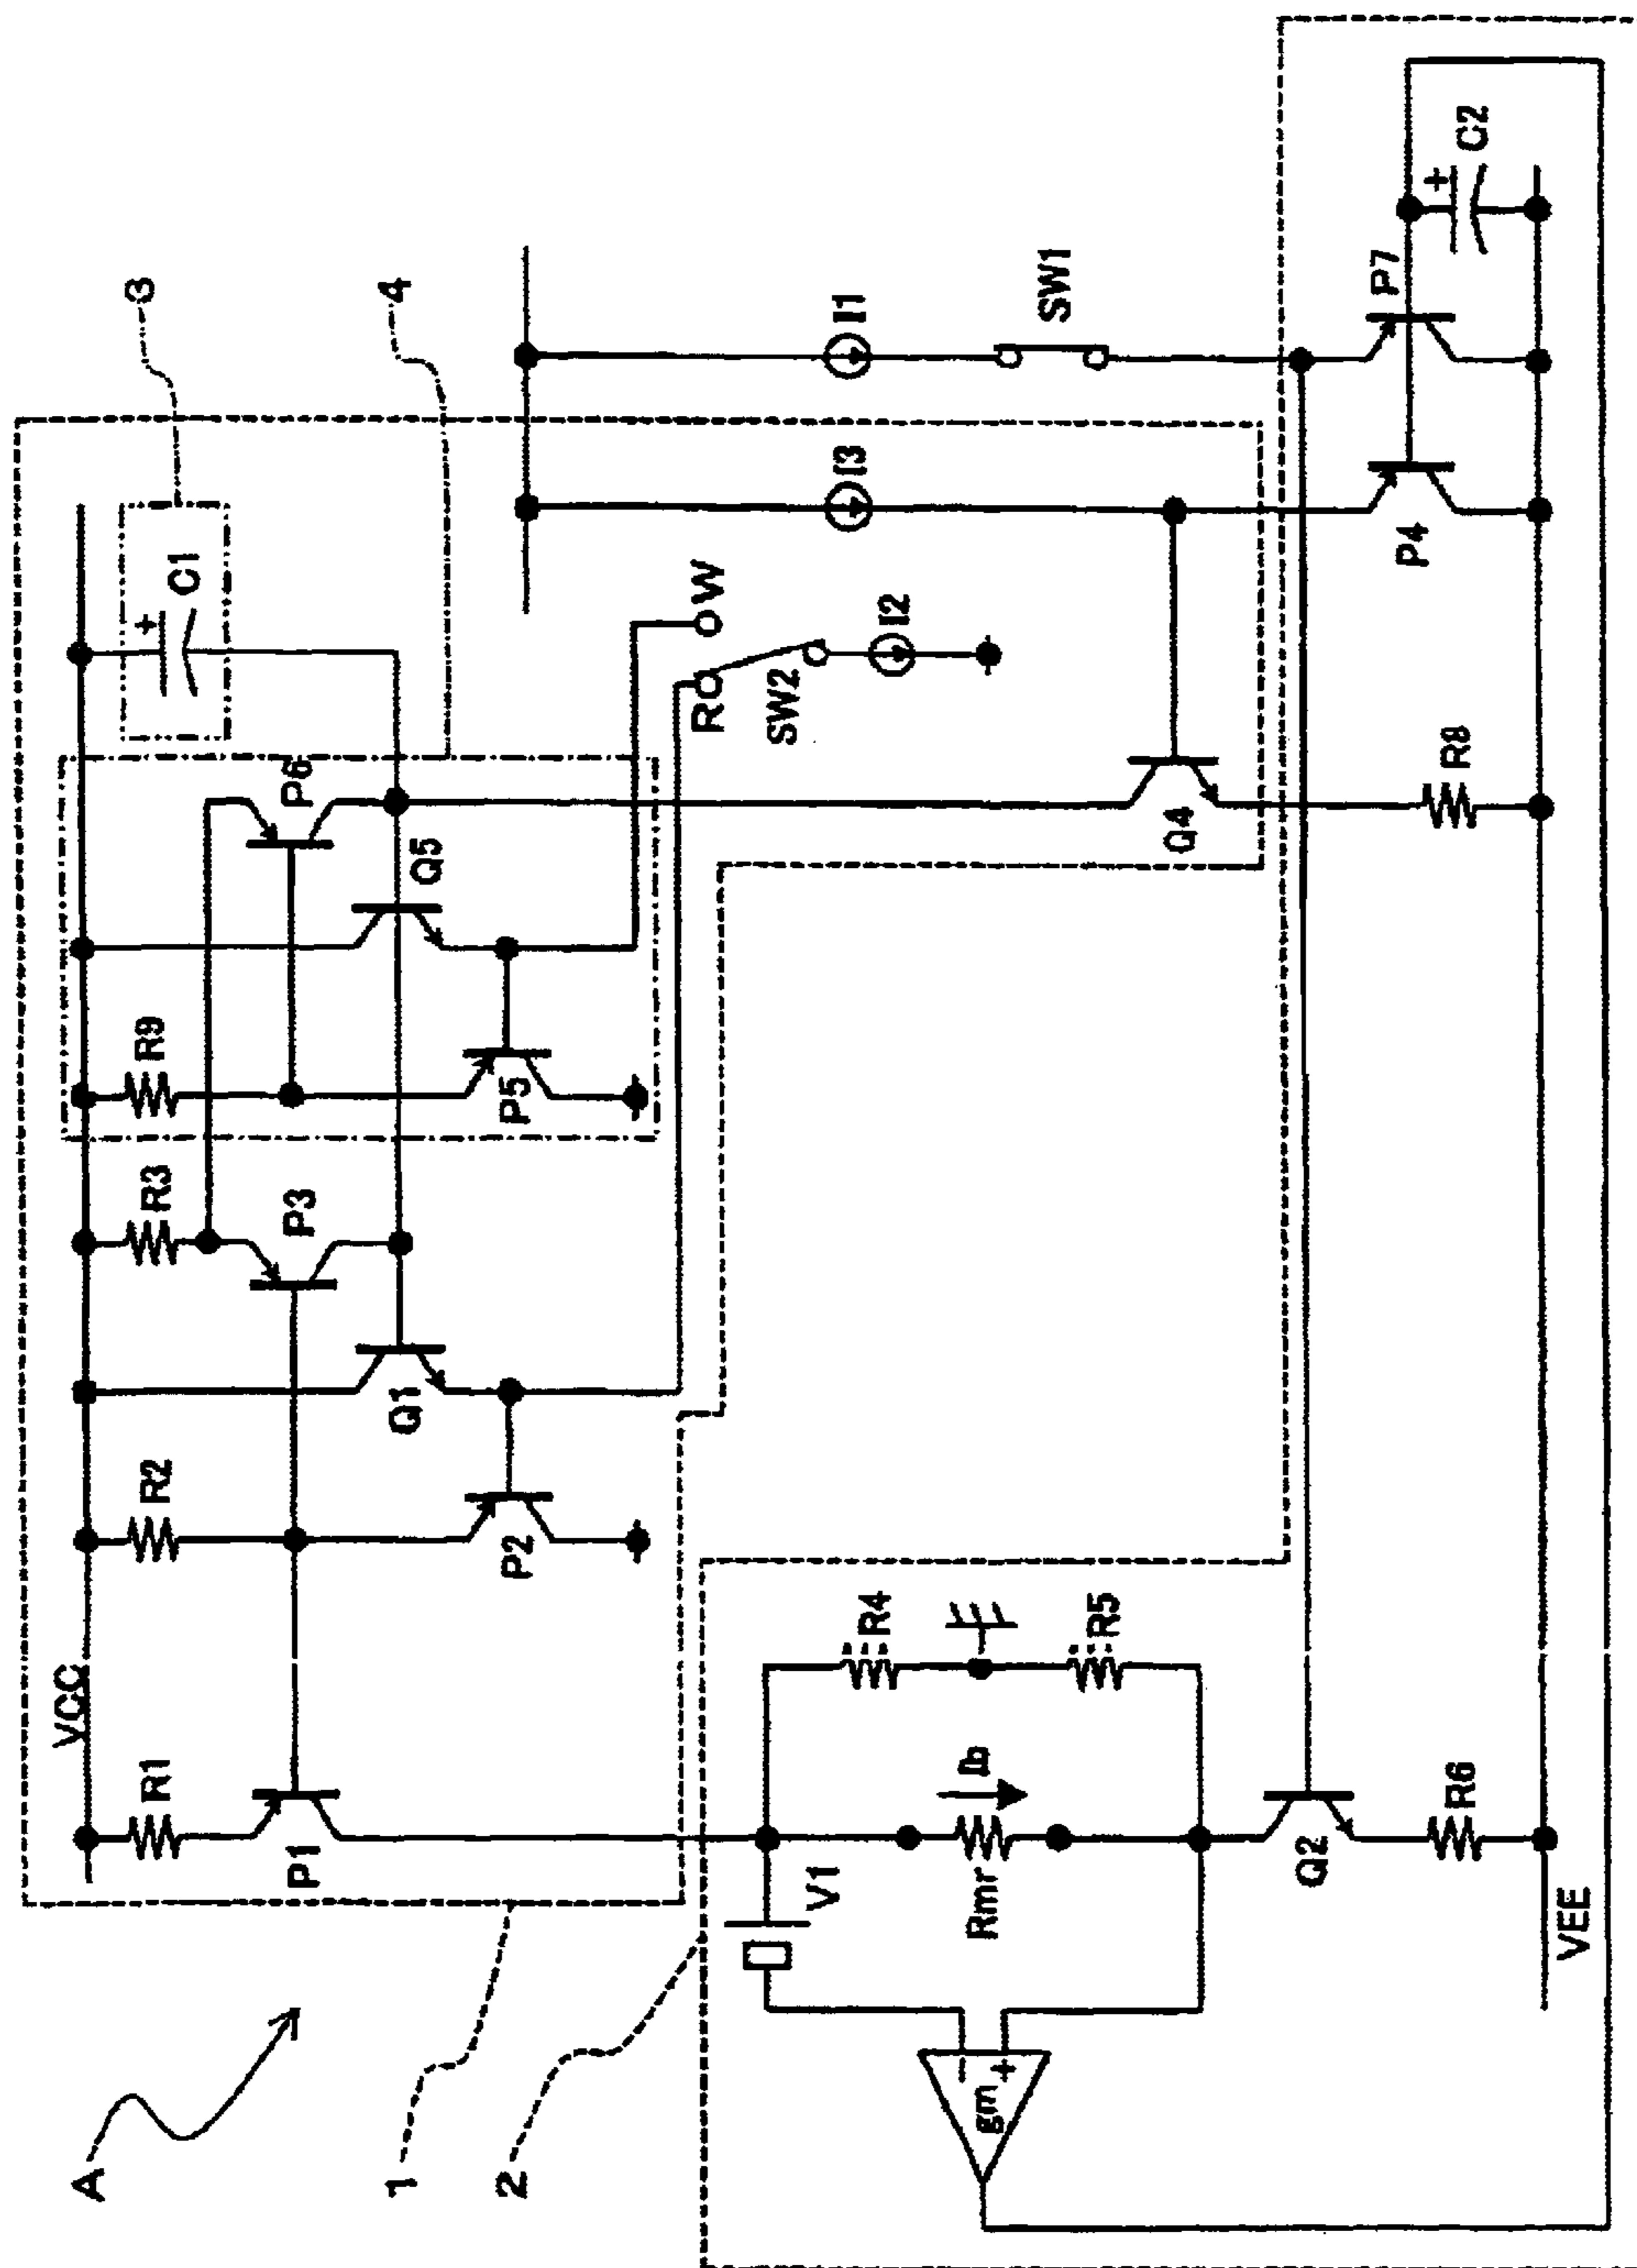 A
1
2
3
4
VCC
R1
P1
R2
P2
Q1
R3
P3
R9
P5
Q5
P6
C1
+
R
W
SW2
I2
I3
I1
SW1
Q4
R8
P4
P7
C2
+
V1
Rmr
Ib
R4
R5
gm
−
+
Q2
R6
VEE